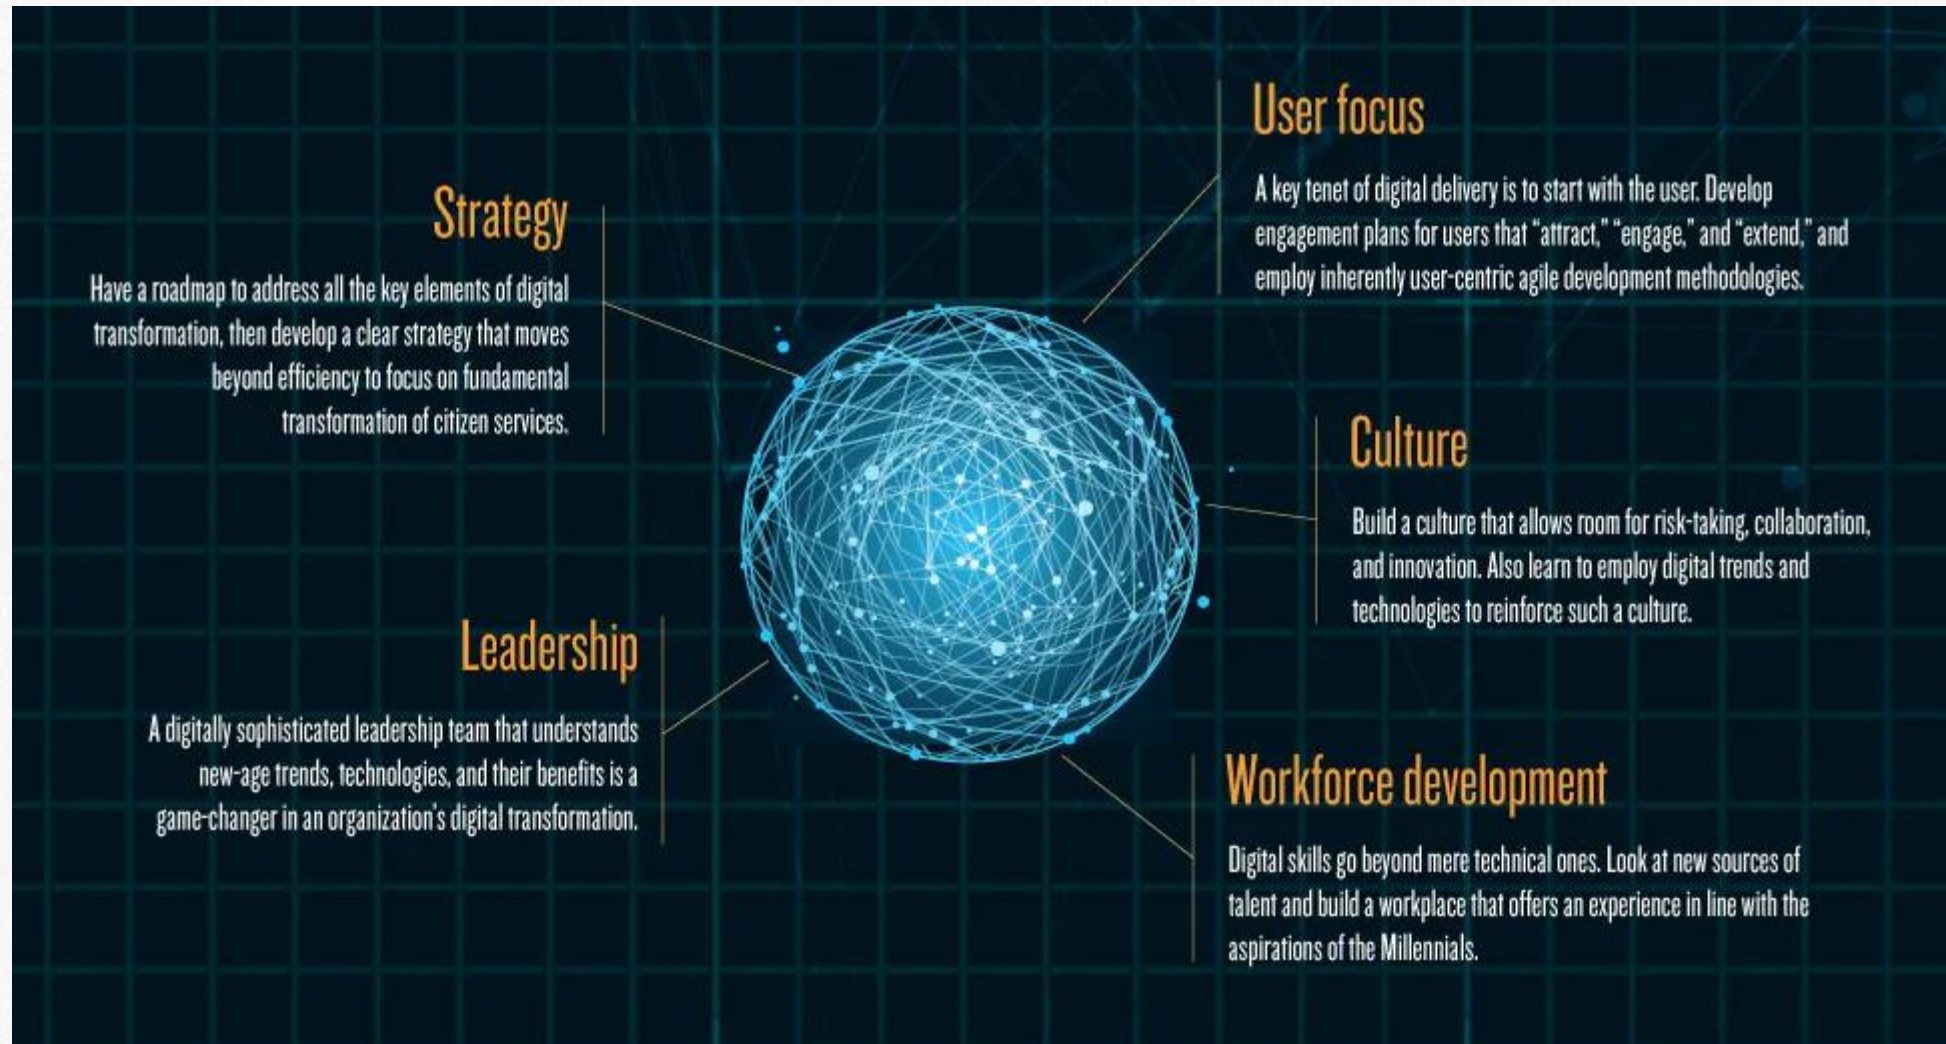 Strategy
Have a roadmap to address all the key elements of digital
transformation, then develop a clear strategy that moves
beyond efficiency to focus on fundamental
transformation of citizen services.
Leadership
A digitally sophisticated leadership team that understands
new-age trends, technologies, and their benefits is a
game-changer in an organization's digital transformation.
User focus
A key tenet of digital delivery is to start with the user. Develop
engagement plans for users that “attract,” “engage,” and “extend,” and
employ inherently user-centric agile development methodologies.
Culture
Build a culture that allows room for risk-taking, collaboration,
and innovation. Also learn to employ digital trends and
technologies to reinforce such a culture.
Workforce development
Digital skills go beyond mere technical ones. Look at new sources of
talent and build a workplace that offers an experience in line with the
aspirations of the Millennials.